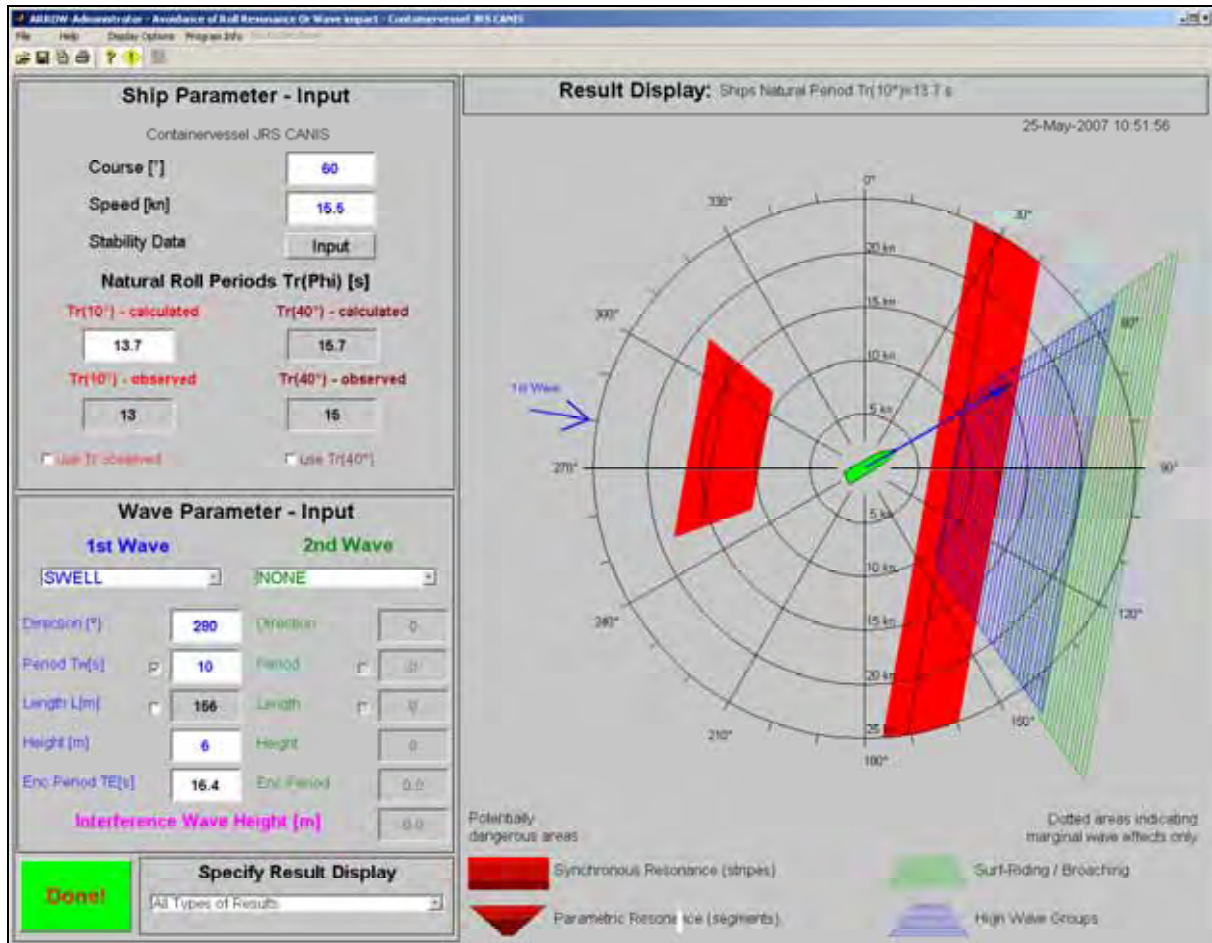 ARROW-Administrator - Avoidance of Roll Resonance Or Wave impact - Containervessel JRS CANIS
File Help Display Options Program Info
Ship Parameter - Input
Containervessel JRS CANIS
Course [°] 60
Speed [kn] 15.5
Stability Data Input
Natural Roll Periods Tr(Phi) [s]
Tr(10°) - calculated Tr(40°) - calculated
13.7 15.7
Tr(10°) - observed Tr(40°) - observed
13 16
use Tr observed use Tr(40°)
Wave Parameter - Input
1st Wave 2nd Wave
SWELL NONE
Direction [°] 280 Direction 0
Period Tw[s] 10 Period 0
Length L[m] 156 Length 0
Height [m] 6 Height 0
Enc.Period TE[s] 16.4 Enc.Period 0.0
Interference Wave Height [m] 0.0
Done!
Specify Result Display
All Types of Results
Result Display: Ships Natural Period Tr(10°)=13.7 s
25-May-2007 10:51:56
0°
330° 30°
20 kn
15 kn
300° 60°
10 kn
1st Wave
5 kn
270° 90°
5 kn
10 kn
240° 120°
15 kn
20 kn
210° 150°
25
180°
Potentially
dangerous areas
Dotted areas indicating
marginal wave effects only
Synchronous Resonance (stripes) Surf-Riding / Broaching
Parametric Resonance (segments) High Wave Groups